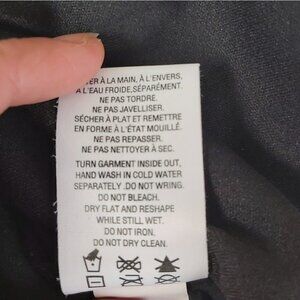 À LA MAIN, À L'ENVERS,
À L'EAU FROIDE,SÉPARÉMENT.
NE PAS TORDRE.
NE PAS JAVELLISER.
SÉCHER À PLAT ET REMETTRE
EN FORME À L'ÉTAT MOUILLÉ.
NE PAS REPASSER.
NE PAS NETTOYER À SEC.
TURN GARMENT INSIDE OUT,
HAND WASH IN COLD WATER
SEPARATELY .DO NOT WRING.
DO NOT BLEACH.
DRY FLAT AND RESHAPE
WHILE STILL WET.
DO NOT IRON.
DO NOT DRY CLEAN.